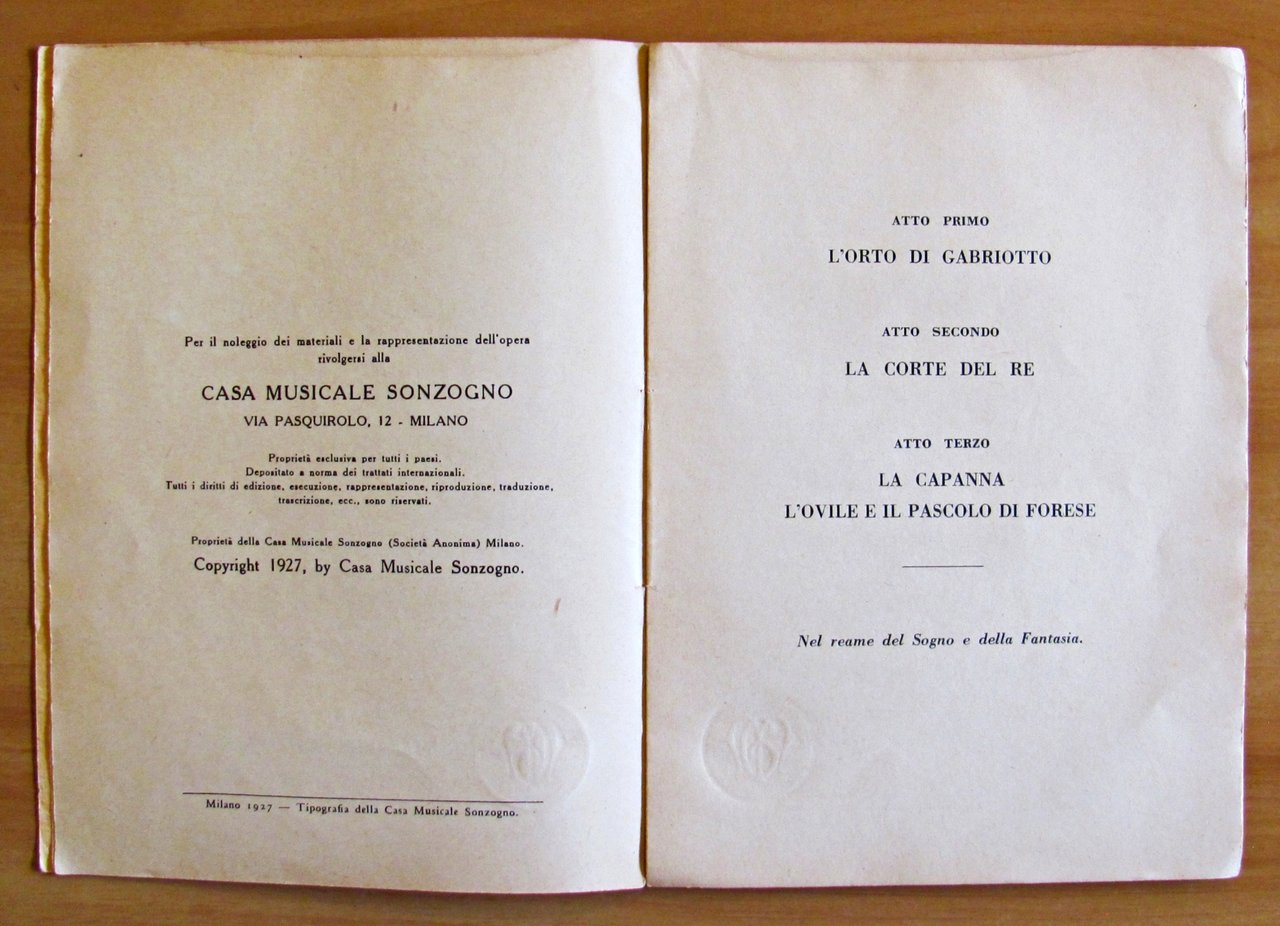 Per il noleggio dei materiali e la rappresentazione dell'opera
rivolgersi alla
CASA MUSICALE SONZOGNO
VIA PASQUIROLO, 12 - MILANO
Proprietà esclusiva per tutti i paesi.
Depositato a norma dei trattati internazionali.
Tutti i diritti di edizione, esecuzione, rappresentazione, riproduzione, traduzione,
trascrizione, ecc., sono riservati.
Proprietà della Casa Musicale Sonzogno (Società Anonima) Milano.
Copyright 1927, by Casa Musicale Sonzogno.
Milano 1927 — Tipografia della Casa Musicale Sonzogno.
ATTO PRIMO
L'ORTO DI GABRIOTTO
ATTO SECONDO
LA CORTE DEL RE
ATTO TERZO
LA CAPANNA
L'OVILE E IL PASCOLO DI FORESE
Nel reame del Sogno e della Fantasia.